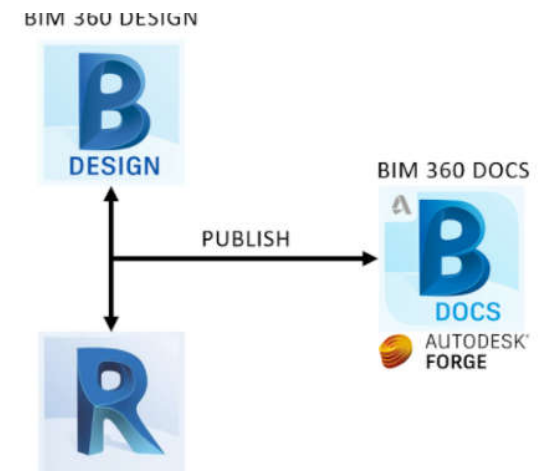 BIM 360 DESIGN
B
DESIGN
BIM 360 DOCS
PUBLISH
B
DOCS
AUTODESK®
FORGE
R